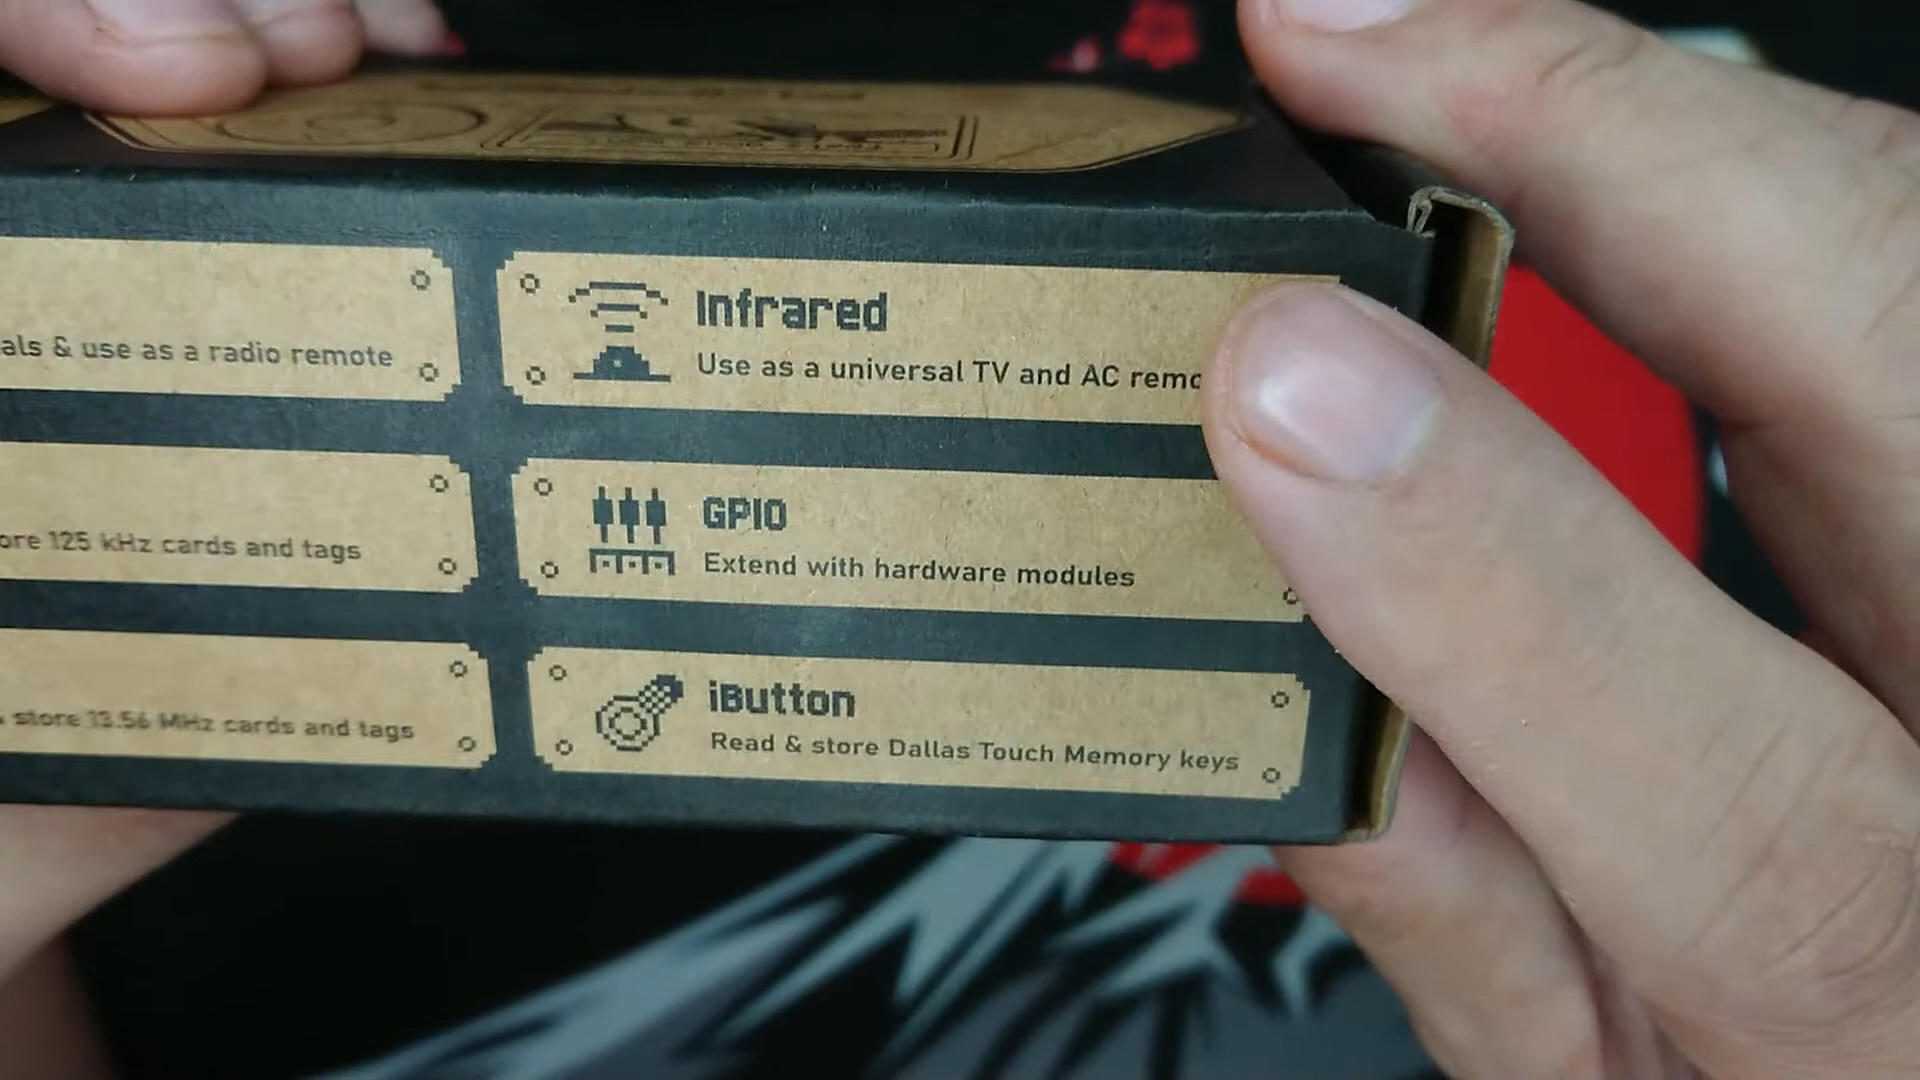 als & use as a radio remote
ore 125 kHz cards and tags
store 13.56 MHz cards and tags
Infrared
Use as a universal TV and AC remo
GPIO
Extend with hardware modules
iButton
Read & store Dallas Touch Memory keys